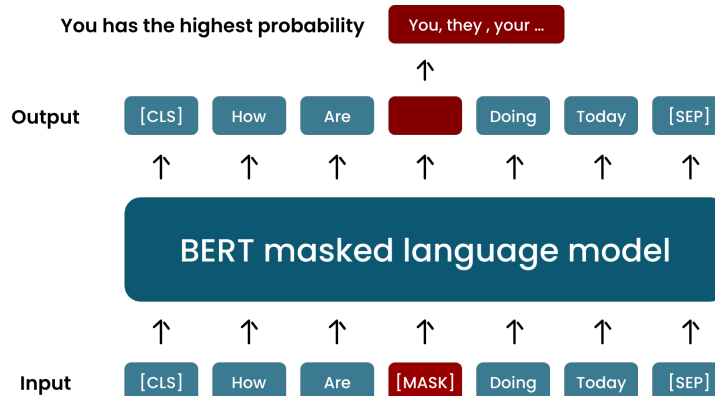 You has the highest probability
You, they , your ...
Output
[CLS]
How
Are
Doing
Today
[SEP]
BERT masked language model
Input
[CLS]
How
Are
[MASK]
Doing
Today
[SEP]